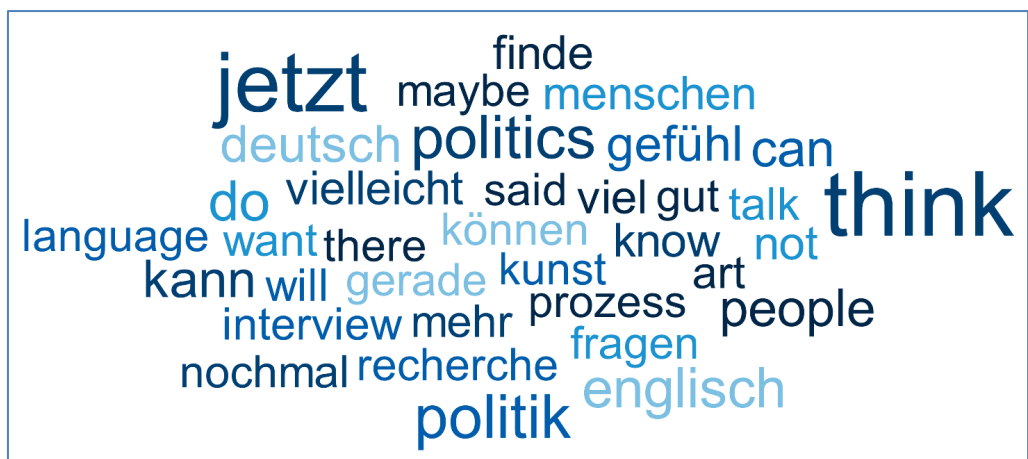 finde
jetzt maybe menschen
deutsch politics gefühl can
do vielleicht said viel gut talk think
language want there können know not
kann will gerade kunst art
interview mehr prozess people
nochmal recherche fragen
politik englisch